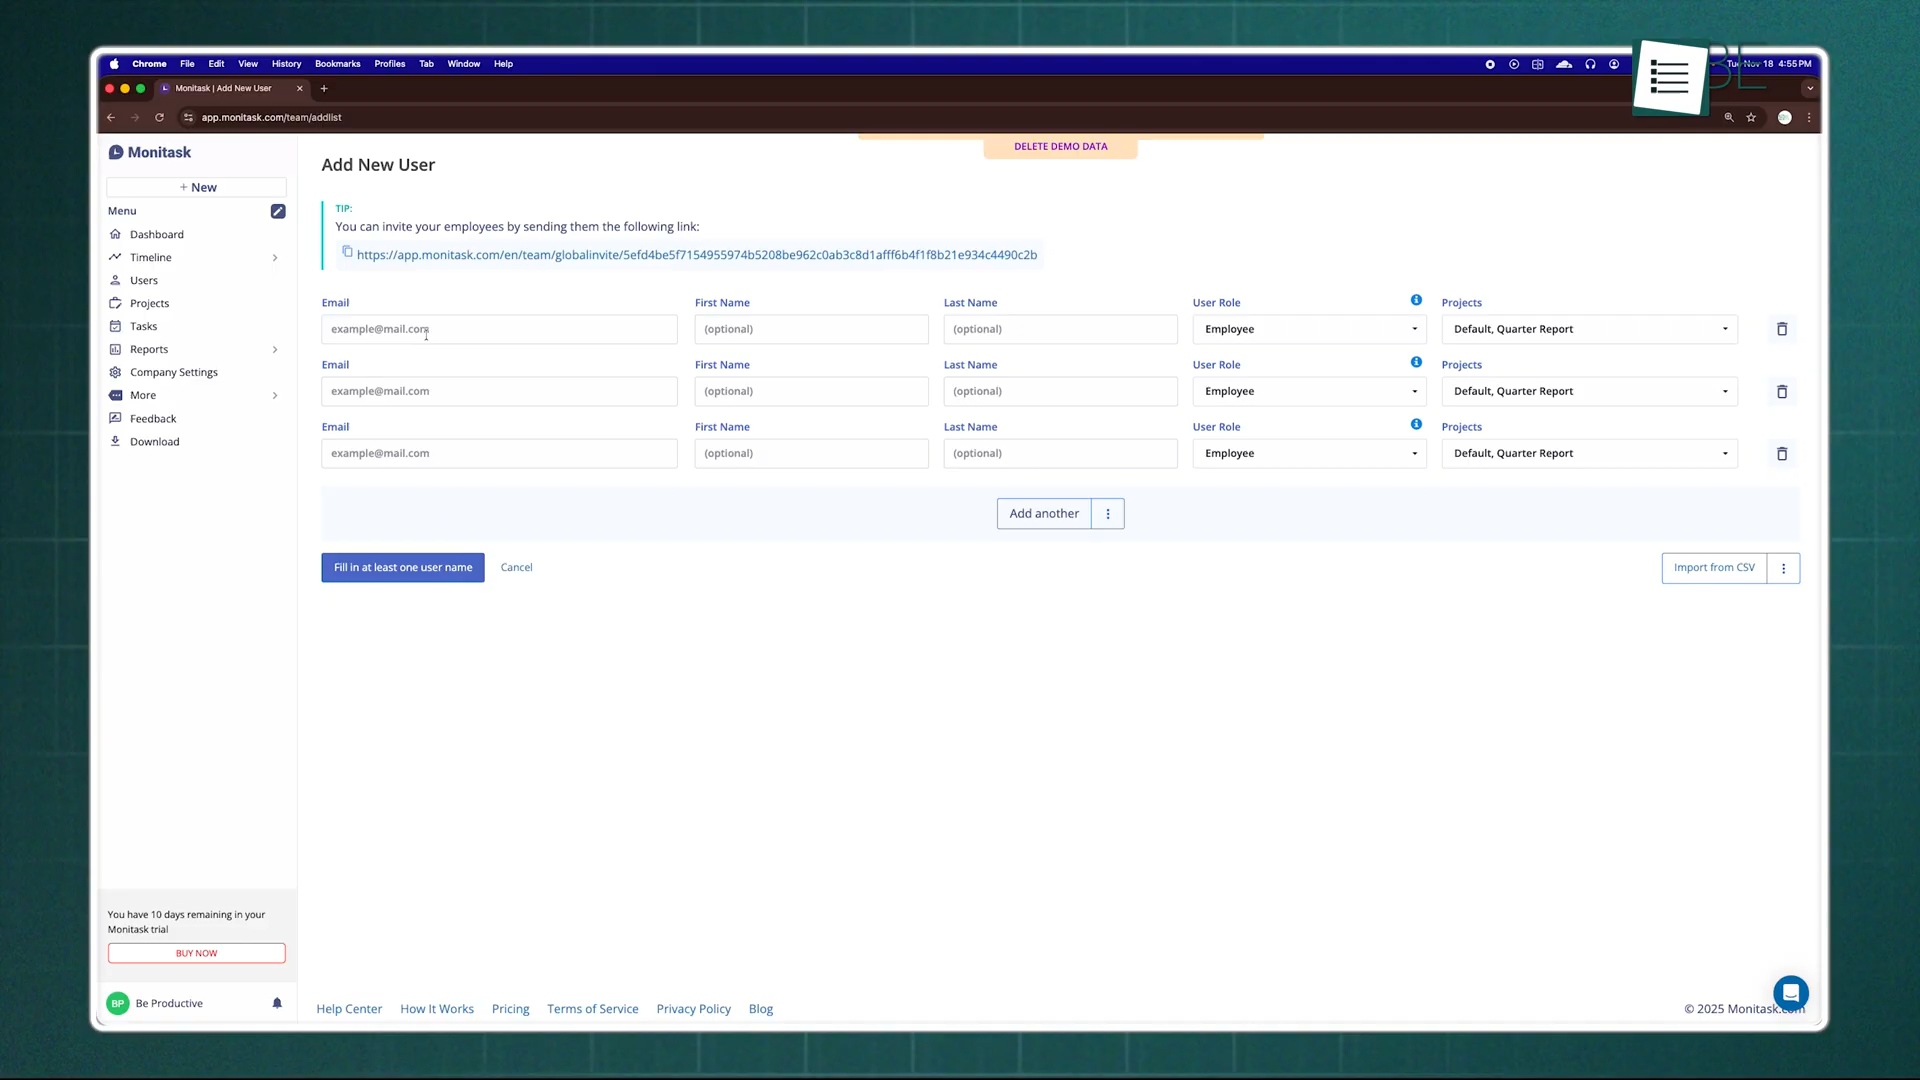 Chrome File Edit View History Bookmarks Profiles Tab Window Help
Tue Nov 18 4:55 PM
Monitask | Add New User
app.monitask.com/team/addlist
Monitask
+ New
Menu
Dashboard
Timeline
Users
Projects
Tasks
Reports
Company Settings
More
Feedback
Download
You have 10 days remaining in your
Monitask trial
BUY NOW
BP Be Productive
DELETE DEMO DATA
Add New User
TIP:
You can invite your employees by sending them the following link:
https://app.monitask.com/en/team/globalinvite/5efd4be5f7154955974b5208be962c0ab3c8d1afff6b4f1f8b21e934c4490c2b
Email First Name Last Name User Role Projects
example@mail.com (optional) (optional) Employee Default, Quarter Report
Email First Name Last Name User Role Projects
example@mail.com (optional) (optional) Employee Default, Quarter Report
Email First Name Last Name User Role Projects
example@mail.com (optional) (optional) Employee Default, Quarter Report
Add another
Fill in at least one user name Cancel Import from CSV
Help Center How It Works Pricing Terms of Service Privacy Policy Blog
© 2025 Monitask.com